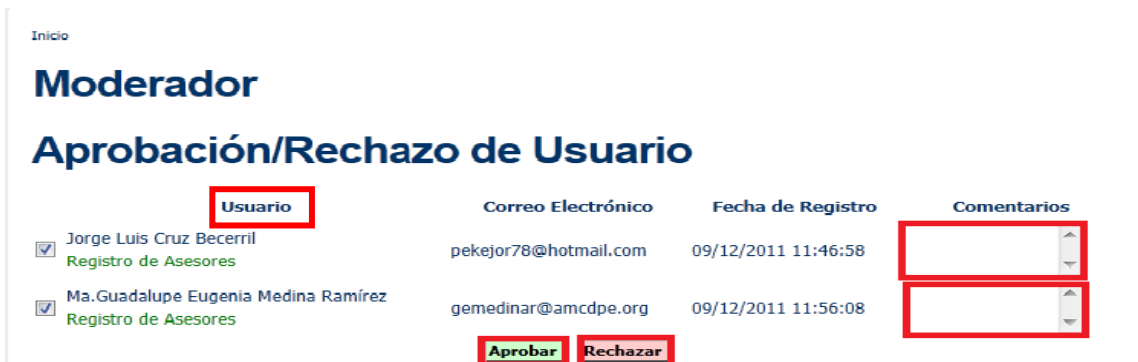 Inicio
Moderador
Aprobación/Rechazo de Usuario
Usuario Correo Electrónico Fecha de Registro Comentarios
Jorge Luis Cruz Becerril
Registro de Asesores
pekejor78@hotmail.com 09/12/2011 11:46:58
Ma.Guadalupe Eugenia Medina Ramírez
Registro de Asesores
gemedinar@amcdpe.org 09/12/2011 11:56:08
Aprobar Rechazar